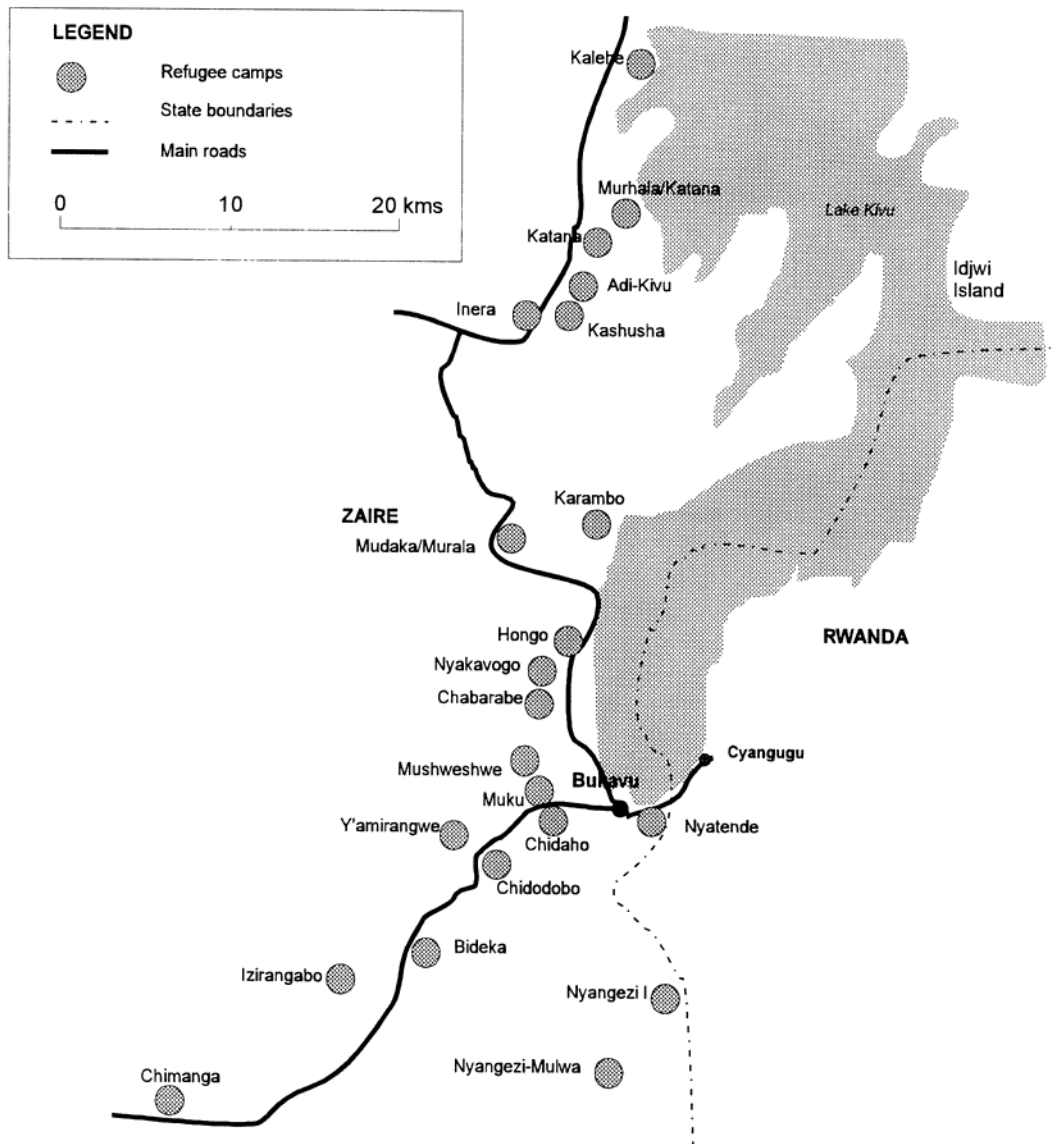 LEGEND
Refugee camps
State boundaries
Main roads
0 10 20 kms
Kalehe
Murhala/Katana
Lake Kivu
Katana
Idjwi
Island
Adi-Kivu
Inera
Kashusha
Karambo
ZAIRE
Mudaka/Murala
RWANDA
Hongo
Nyakavogo
Chabarabe
Cyangugu
Mushweshwe
Bukavu
Muku
Y'amirangwe
Nyatende
Chidaho
Chidodobo
Bideka
Izirangabo
Nyangezi I
Nyangezi-Mulwa
Chimanga